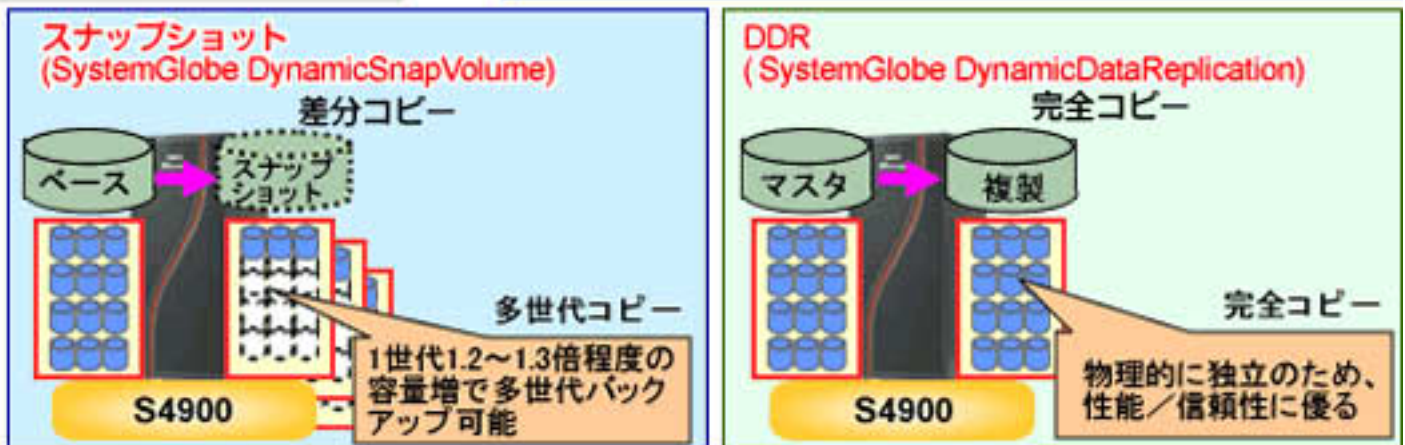 スナップショット
(SystemGlobe DynamicSnapVolume)
差分コピー
ベース
スナップ
ショット
多世代コピー
1世代1.2～1.3倍程度の
容量増で多世代バック
アップ可能
S4900
DDR
( SystemGlobe DynamicDataReplication)
完全コピー
マスタ
複製
完全コピー
物理的に独立のため、
性能／信頼性に優る
S4900